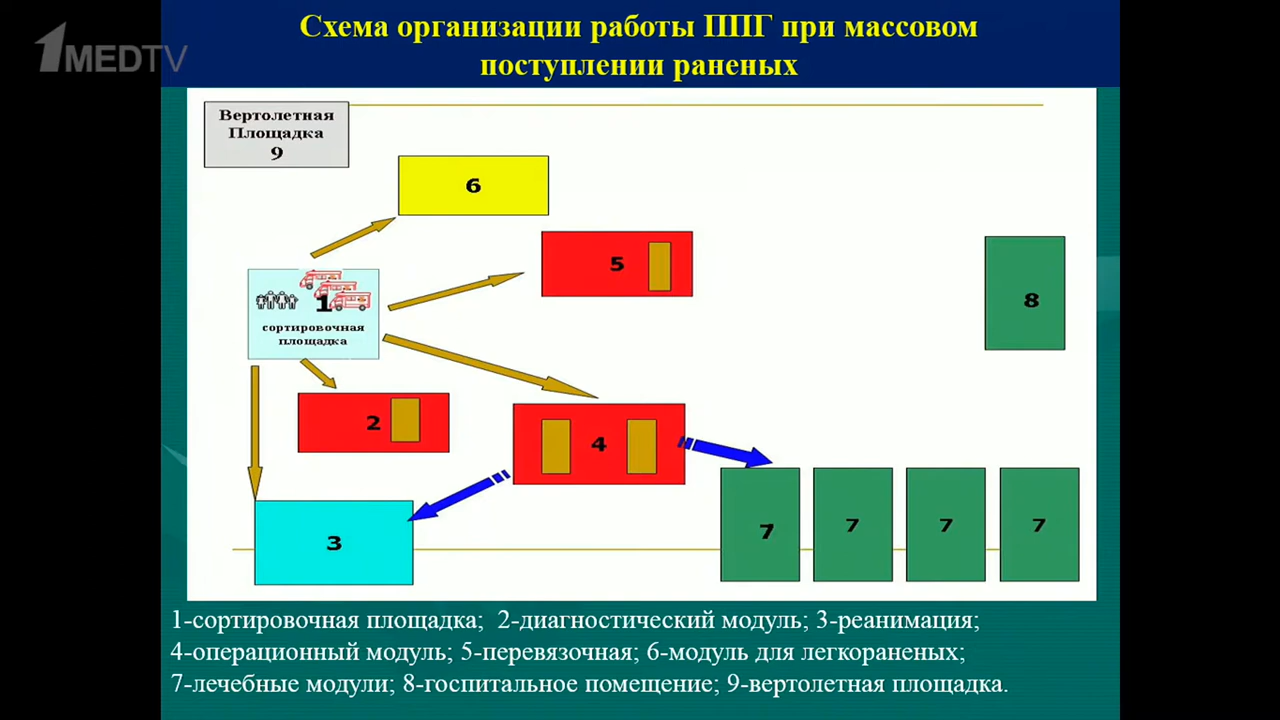 1MEDTV
Схема организации работы ППГ при массовом
поступлении раненых
Вертолетная
Площадка
9
6
5
8
1
сортировочная
площадка
2
4
3
7
7
7
7
1-сортировочная площадка; 2-диагностический модуль; 3-реанимация;
4-операционный модуль; 5-перевязочная; 6-модуль для легкораненых;
7-лечебные модули; 8-госпитальное помещение; 9-вертолетная площадка.